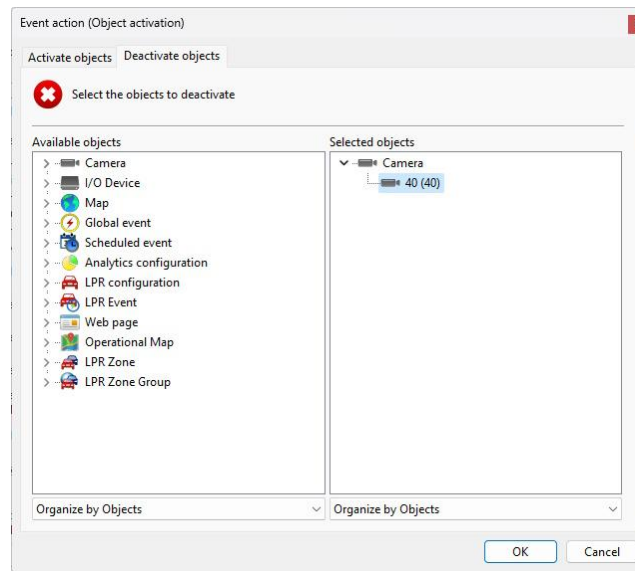 Event action (Object activation)
Activate objects Deactivate objects
Select the objects to deactivate
Available objects
Camera
I/O Device
Map
Global event
Scheduled event
Analytics configuration
LPR configuration
LPR Event
Web page
Operational Map
LPR Zone
LPR Zone Group
Organize by Objects
Selected objects
Camera
40 (40)
Organize by Objects
OK Cancel